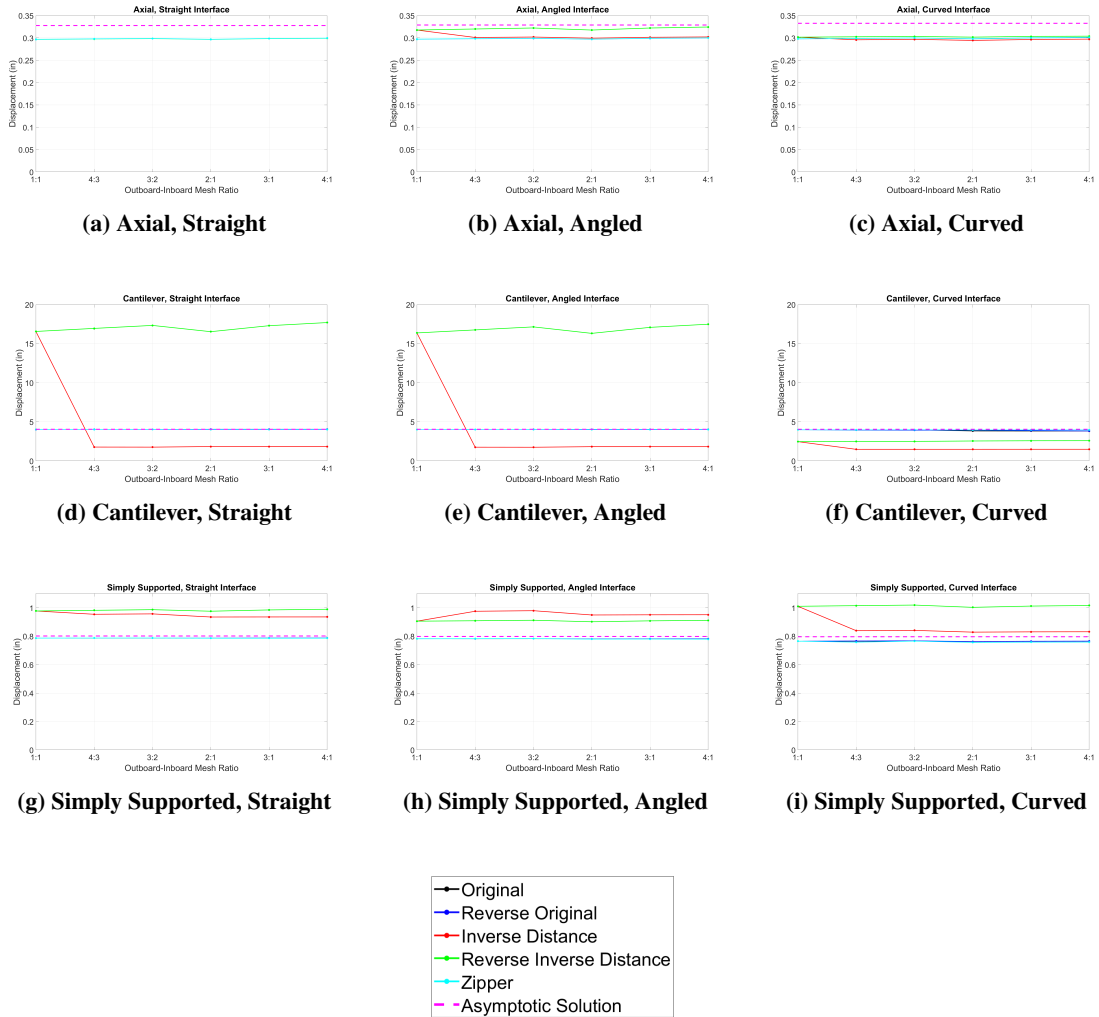 Axial, Straight Interface
Displacement (in)
0.35
0.3
0.25
0.2
0.15
0.1
0.05
0
1:1 4:3 3:2 2:1 3:1 4:1
Outboard-Inboard Mesh Ratio
(a) Axial, Straight
Axial, Angled Interface
Displacement (in)
0.35
0.3
0.25
0.2
0.15
0.1
0.05
0
1:1 4:3 3:2 2:1 3:1 4:1
Outboard-Inboard Mesh Ratio
(b) Axial, Angled
Axial, Curved Interface
Displacement (in)
0.35
0.3
0.25
0.2
0.15
0.1
0.05
0
1:1 4:3 3:2 2:1 3:1 4:1
Outboard-Inboard Mesh Ratio
(c) Axial, Curved
Cantilever, Straight Interface
Displacement (in)
20
15
10
5
0
1:1 4:3 3:2 2:1 3:1 4:1
Outboard-Inboard Mesh Ratio
(d) Cantilever, Straight
Cantilever, Angled Interface
Displacement (in)
20
15
10
5
0
1:1 4:3 3:2 2:1 3:1 4:1
Outboard-Inboard Mesh Ratio
(e) Cantilever, Angled
Cantilever, Curved Interface
Displacement (in)
20
15
10
5
0
1:1 4:3 3:2 2:1 3:1 4:1
Outboard-Inboard Mesh Ratio
(f) Cantilever, Curved
Simply Supported, Straight Interface
Displacement (in)
1
0.8
0.6
0.4
0.2
0
1:1 4:3 3:2 2:1 3:1 4:1
Outboard-Inboard Mesh Ratio
(g) Simply Supported, Straight
Simply Supported, Angled Interface
Displacement (in)
1
0.8
0.6
0.4
0.2
0
1:1 4:3 3:2 2:1 3:1 4:1
Outboard-Inboard Mesh Ratio
(h) Simply Supported, Angled
Simply Supported, Curved Interface
Displacement (in)
1
0.8
0.6
0.4
0.2
0
1:1 4:3 3:2 2:1 3:1 4:1
Outboard-Inboard Mesh Ratio
(i) Simply Supported, Curved
Original
Reverse Original
Inverse Distance
Reverse Inverse Distance
Zipper
Asymptotic Solution